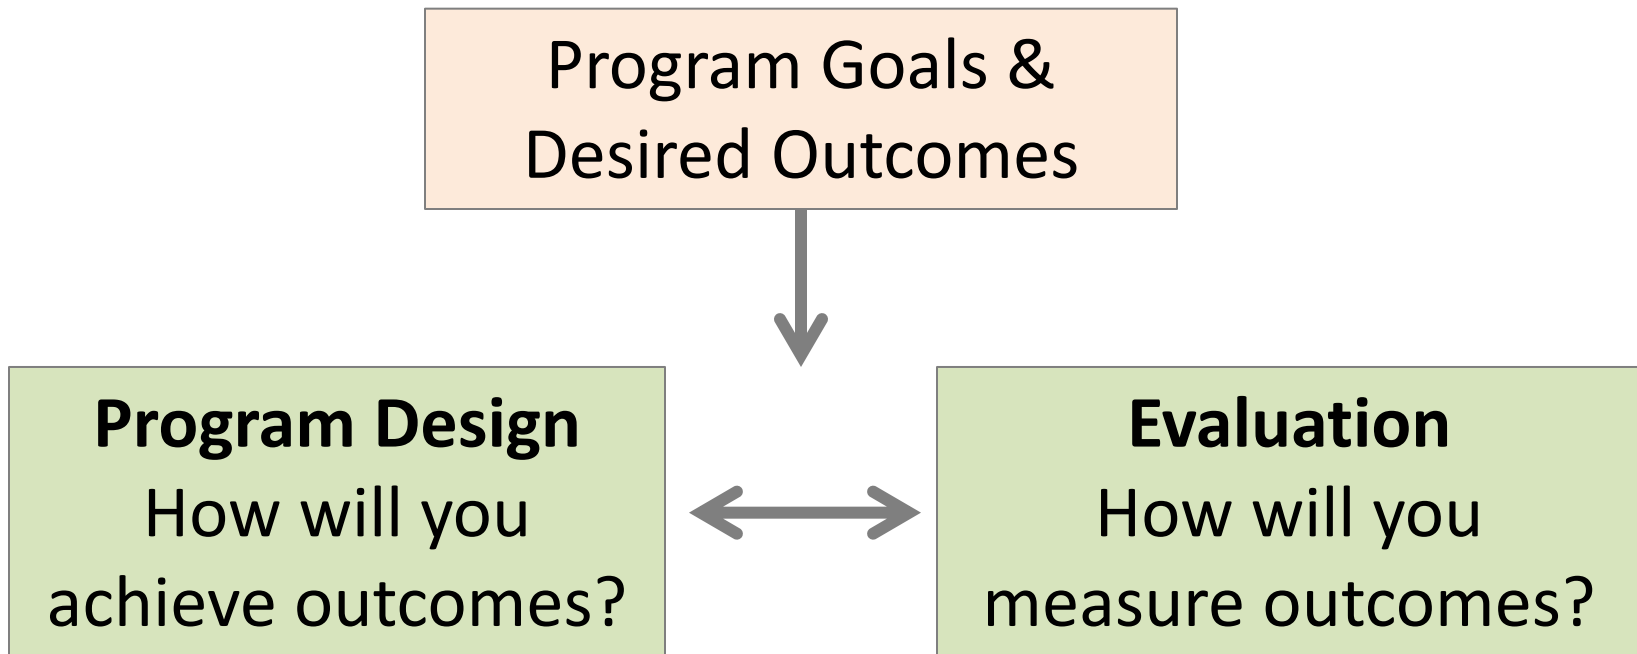 Program Goals &
Desired Outcomes
Program Design
How will you
achieve outcomes?
Evaluation
How will you
measure outcomes?